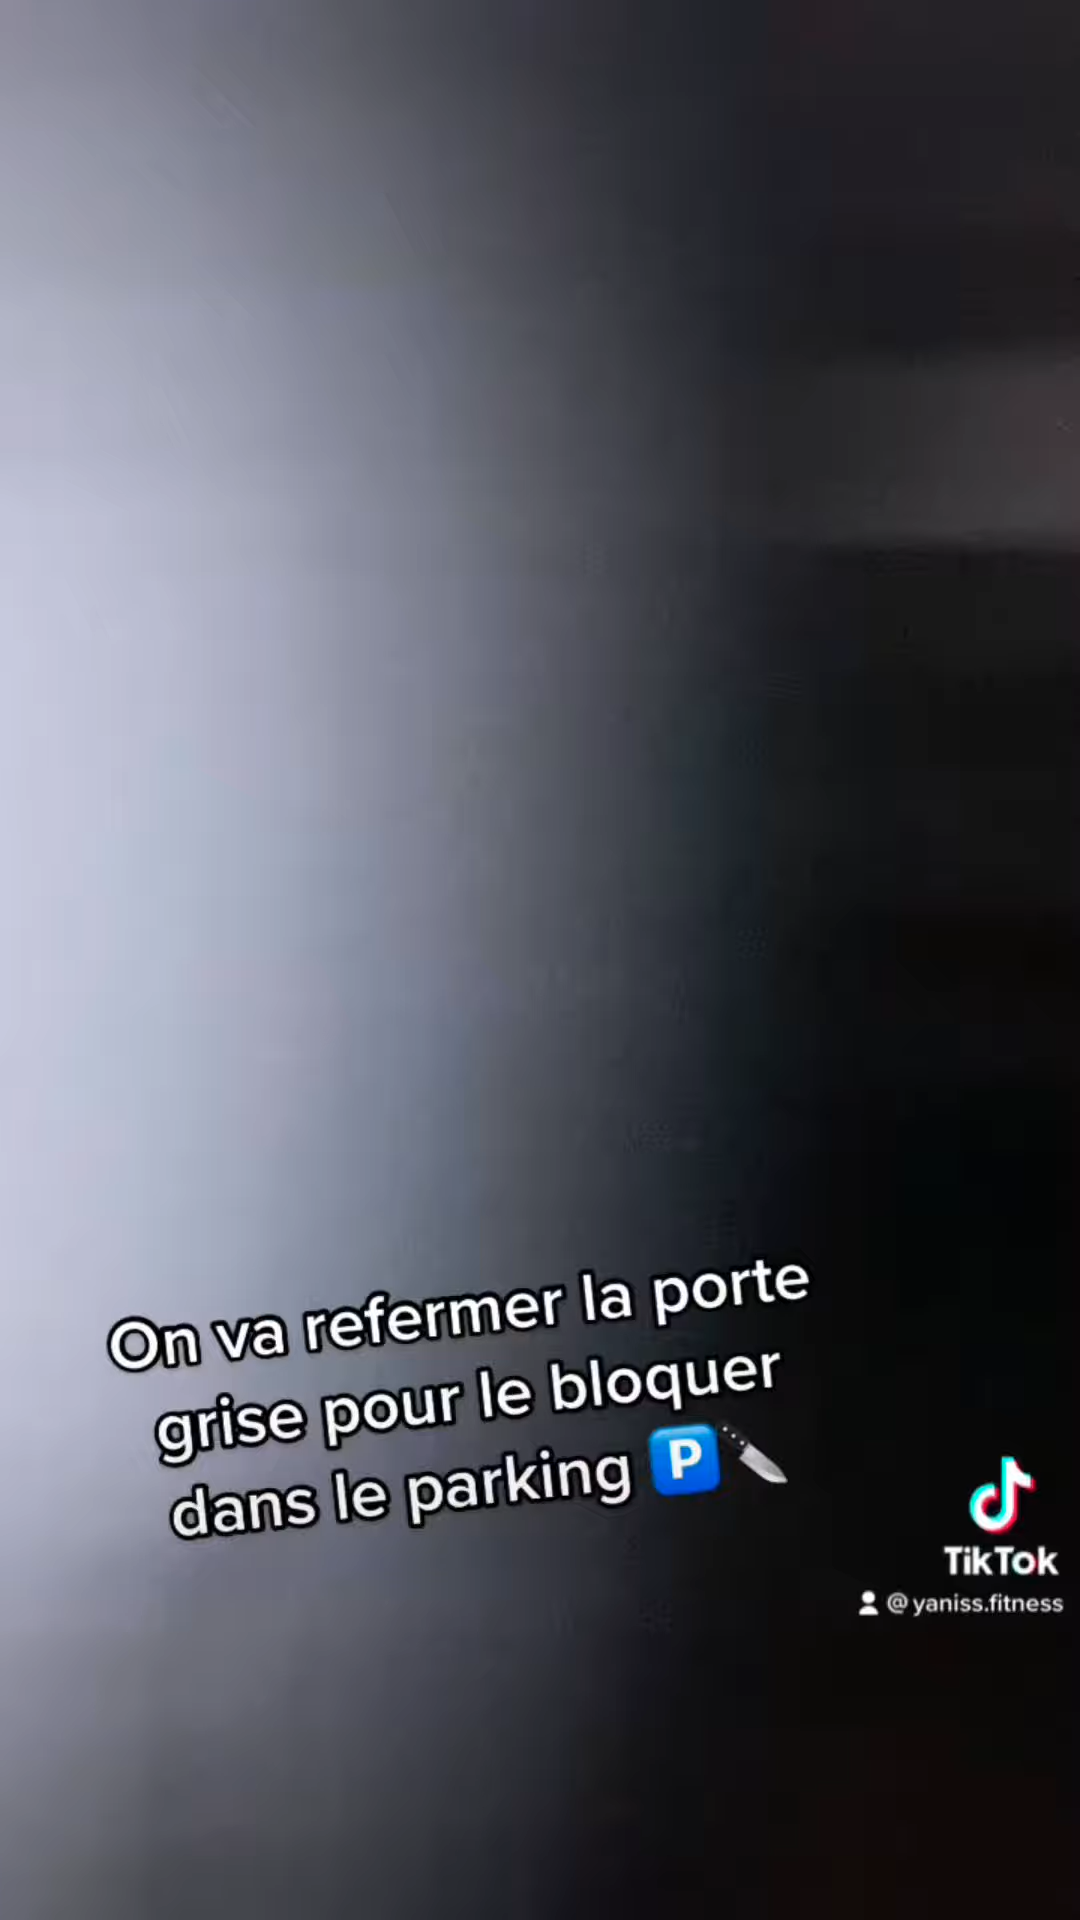 On va refermer la porte
grise pour le bloquer
dans le parking 🅿️🔪
TikTok
@yaniss.fitness